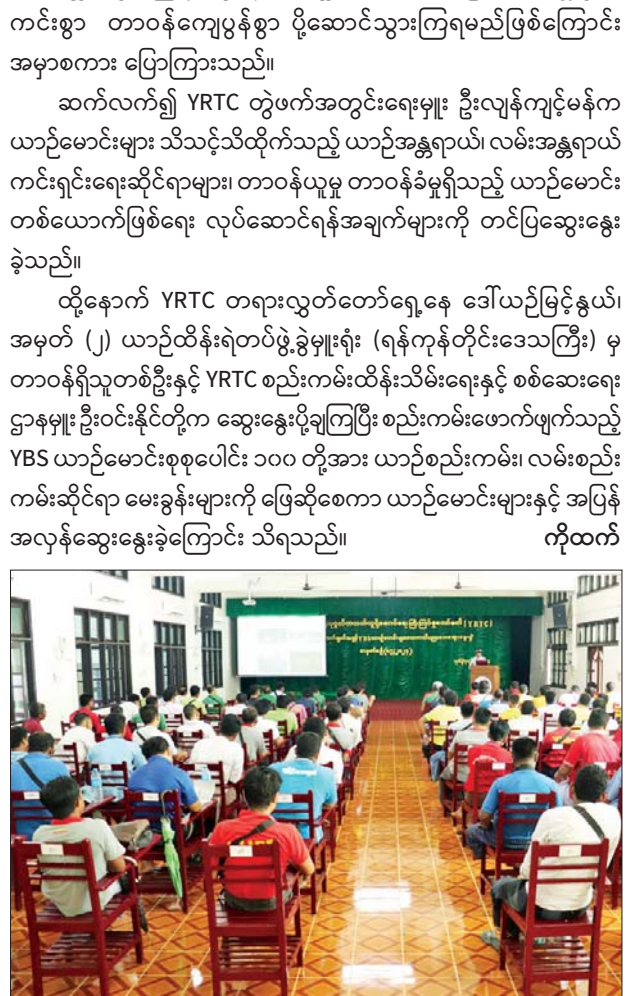 ကင်းစွာ တာဝန်ကျေပွန်စွာ ပို့ဆောင်သွားကြရမည်ဖြစ်ကြောင်း
အမှာစကား ပြောကြားသည်။
ဆက်လက်၍ YRTC တွဲဖက်အတွင်းရေးမှူး ဦးလျန်ကျင့်မန်က
ယာဉ်မောင်းများ သိသင့်သိထိုက်သည့် ယာဉ်အန္တရာယ်၊ လမ်းအန္တရာယ်
ကင်းရှင်းရေးဆိုင်ရာများ၊ တာဝန်ယူမှု တာဝန်ခံမှုရှိသည့် ယာဉ်မောင်း
တစ်ယောက်ဖြစ်ရေး လုပ်ဆောင်ရန်အချက်များကို တင်ပြဆွေးနွေး
ခဲ့သည်။
ထို့နောက် YRTC တရားလွှတ်တော်ရှေ့နေ ဒေါ်ယဉ်မြင့်နွယ်၊
အမှတ် (၂) ယာဉ်ထိန်းရဲတပ်ဖွဲ့ခွဲမှူးရုံး (ရန်ကုန်တိုင်းဒေသကြီး) မှ
တာဝန်ရှိသူတစ်ဦးနှင့် YRTC စည်းကမ်းထိန်းသိမ်းရေးနှင့် စစ်ဆေးရေး
ဌာနမှူး ဦးဝင်းနိုင်တို့က ဆွေးနွေးပို့ချကြပြီး စည်းကမ်းဖောက်ဖျက်သည့်
YBS ယာဉ်မောင်းစုစုပေါင်း ၁၀၀ တို့အား ယာဉ်စည်းကမ်း၊ လမ်းစည်း
ကမ်းဆိုင်ရာ မေးခွန်းများကို ဖြေဆိုစေကာ ယာဉ်မောင်းများနှင့် အပြန်
အလှန်ဆွေးနွေးခဲ့ကြောင်း သိရသည်။ ကိုထက်
(YRTC)